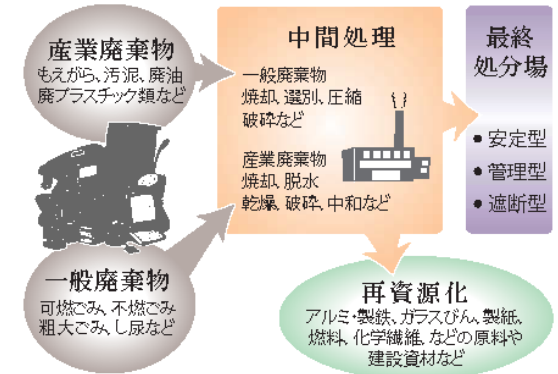 産業廃棄物
もえがら、汚泥、廃油
廃プラスチック類など
中間処理
一般廃棄物
焼却、選別、圧縮
破砕など
産業廃棄物
焼却、脱水
乾燥、破砕、中和など
最終
処分場
• 安定型
• 管理型
• 遮断型
一般廃棄物
可燃ごみ、不燃ごみ
粗大ごみ、し尿など
再資源化
アルミ・製鉄、ガラスびん、製紙、
燃料、化学繊維、などの原料や
建設資材など